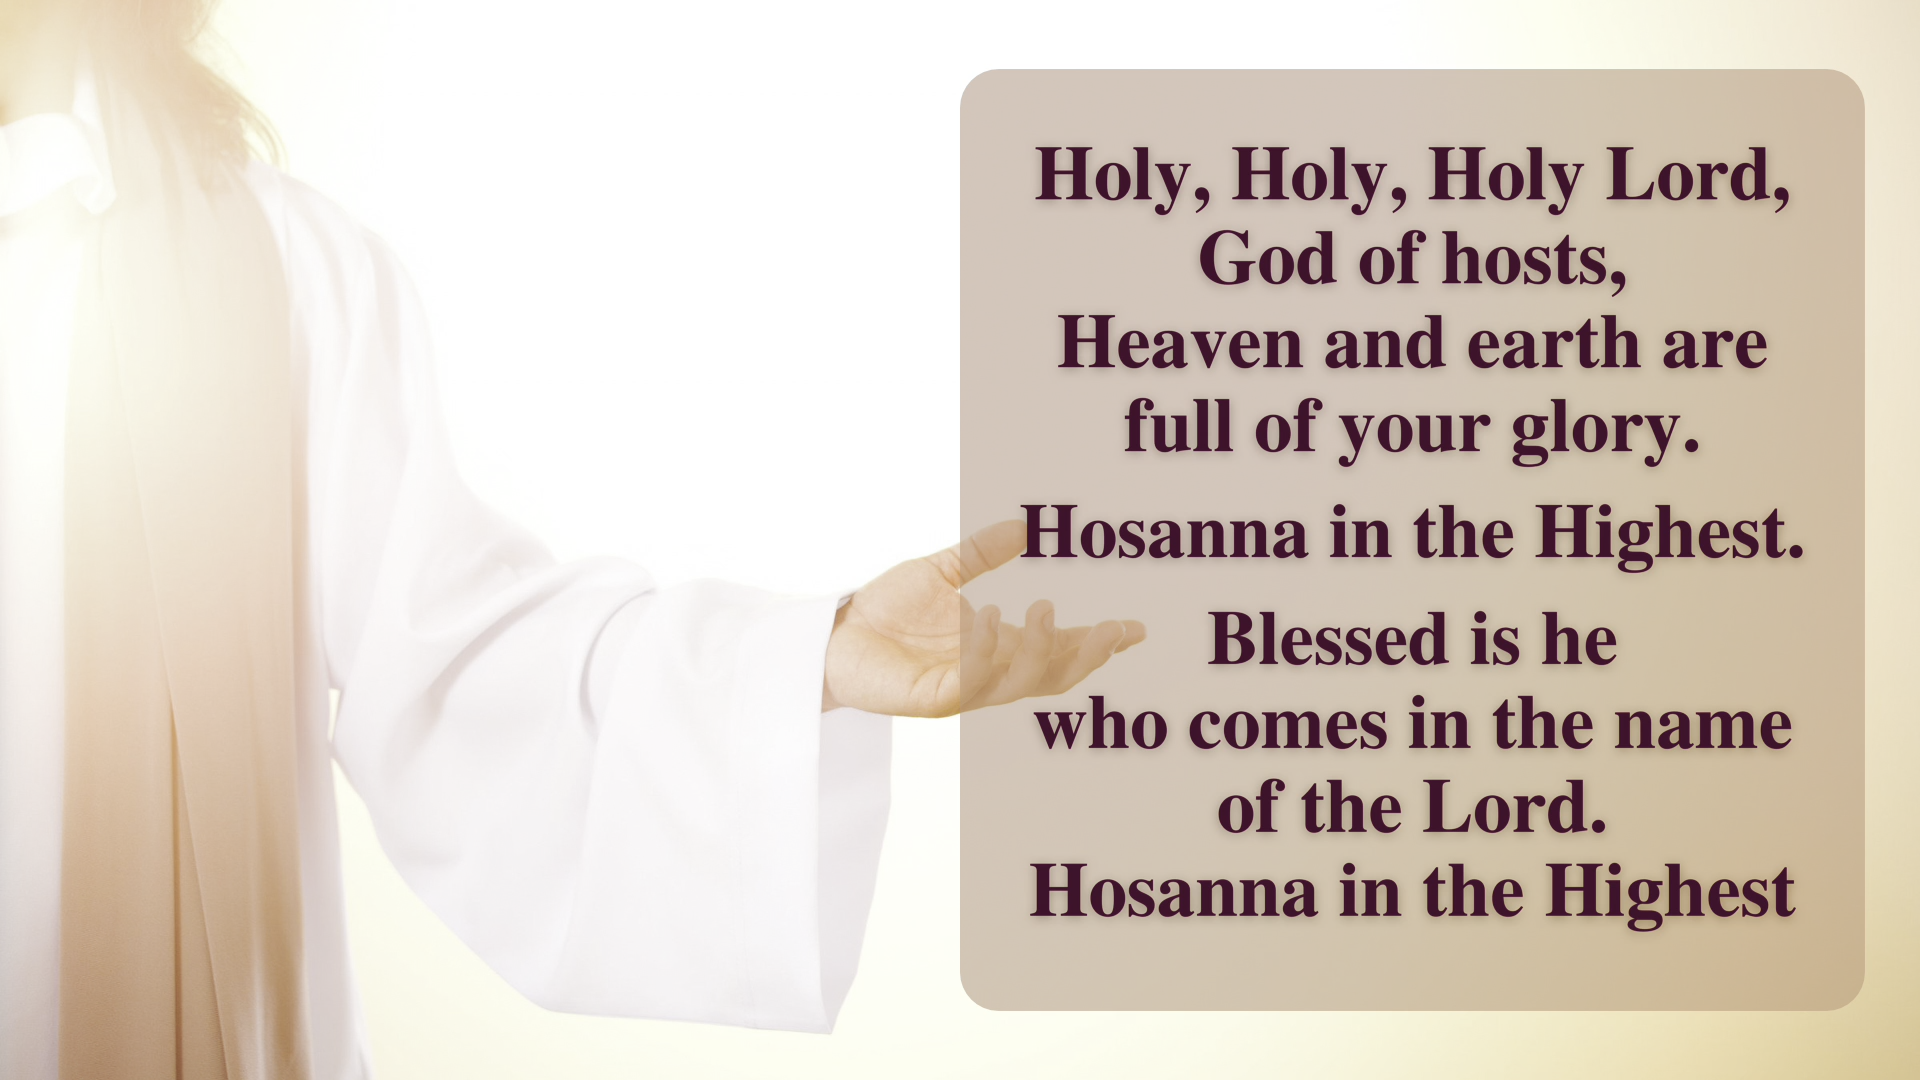 Holy, Holy, Holy Lord,
God of hosts,
Heaven and earth are
full of your glory.
Hosanna in the Highest.
Blessed is he
who comes in the name
of the Lord.
Hosanna in the Highest